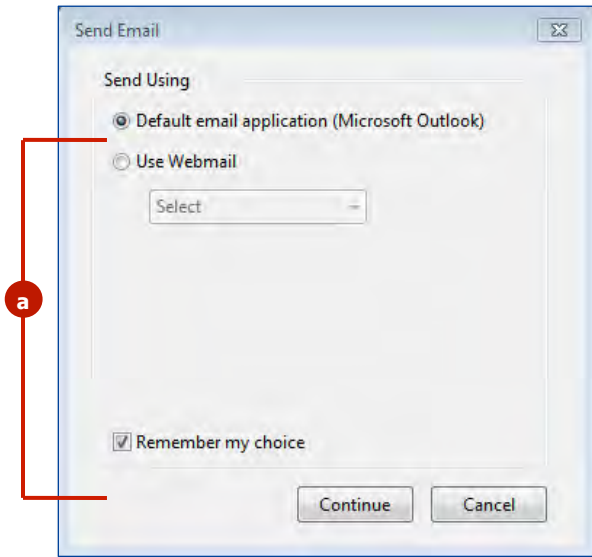 Send Email
Send Using
Default email application (Microsoft Outlook)
Use Webmail
Select
a
Remember my choice
Continue Cancel